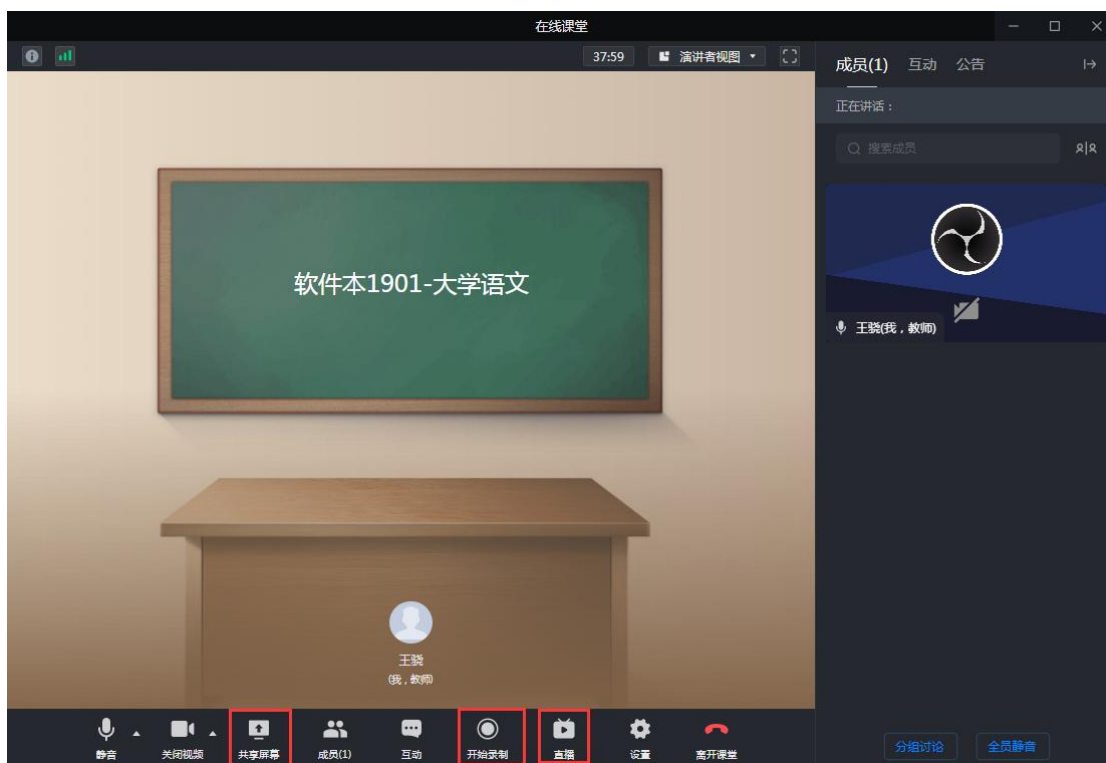 在线课堂
37:59 演讲者视图
成员(1) 互动 公告
正在讲话：
搜索成员
软件本1901-大学语文
王骁(我，教师)
王骁
(我，教师)
静音 关闭视频 共享屏幕 成员(1) 互动 开始录制 直播 设置 离开课堂
分组讨论 全员静音